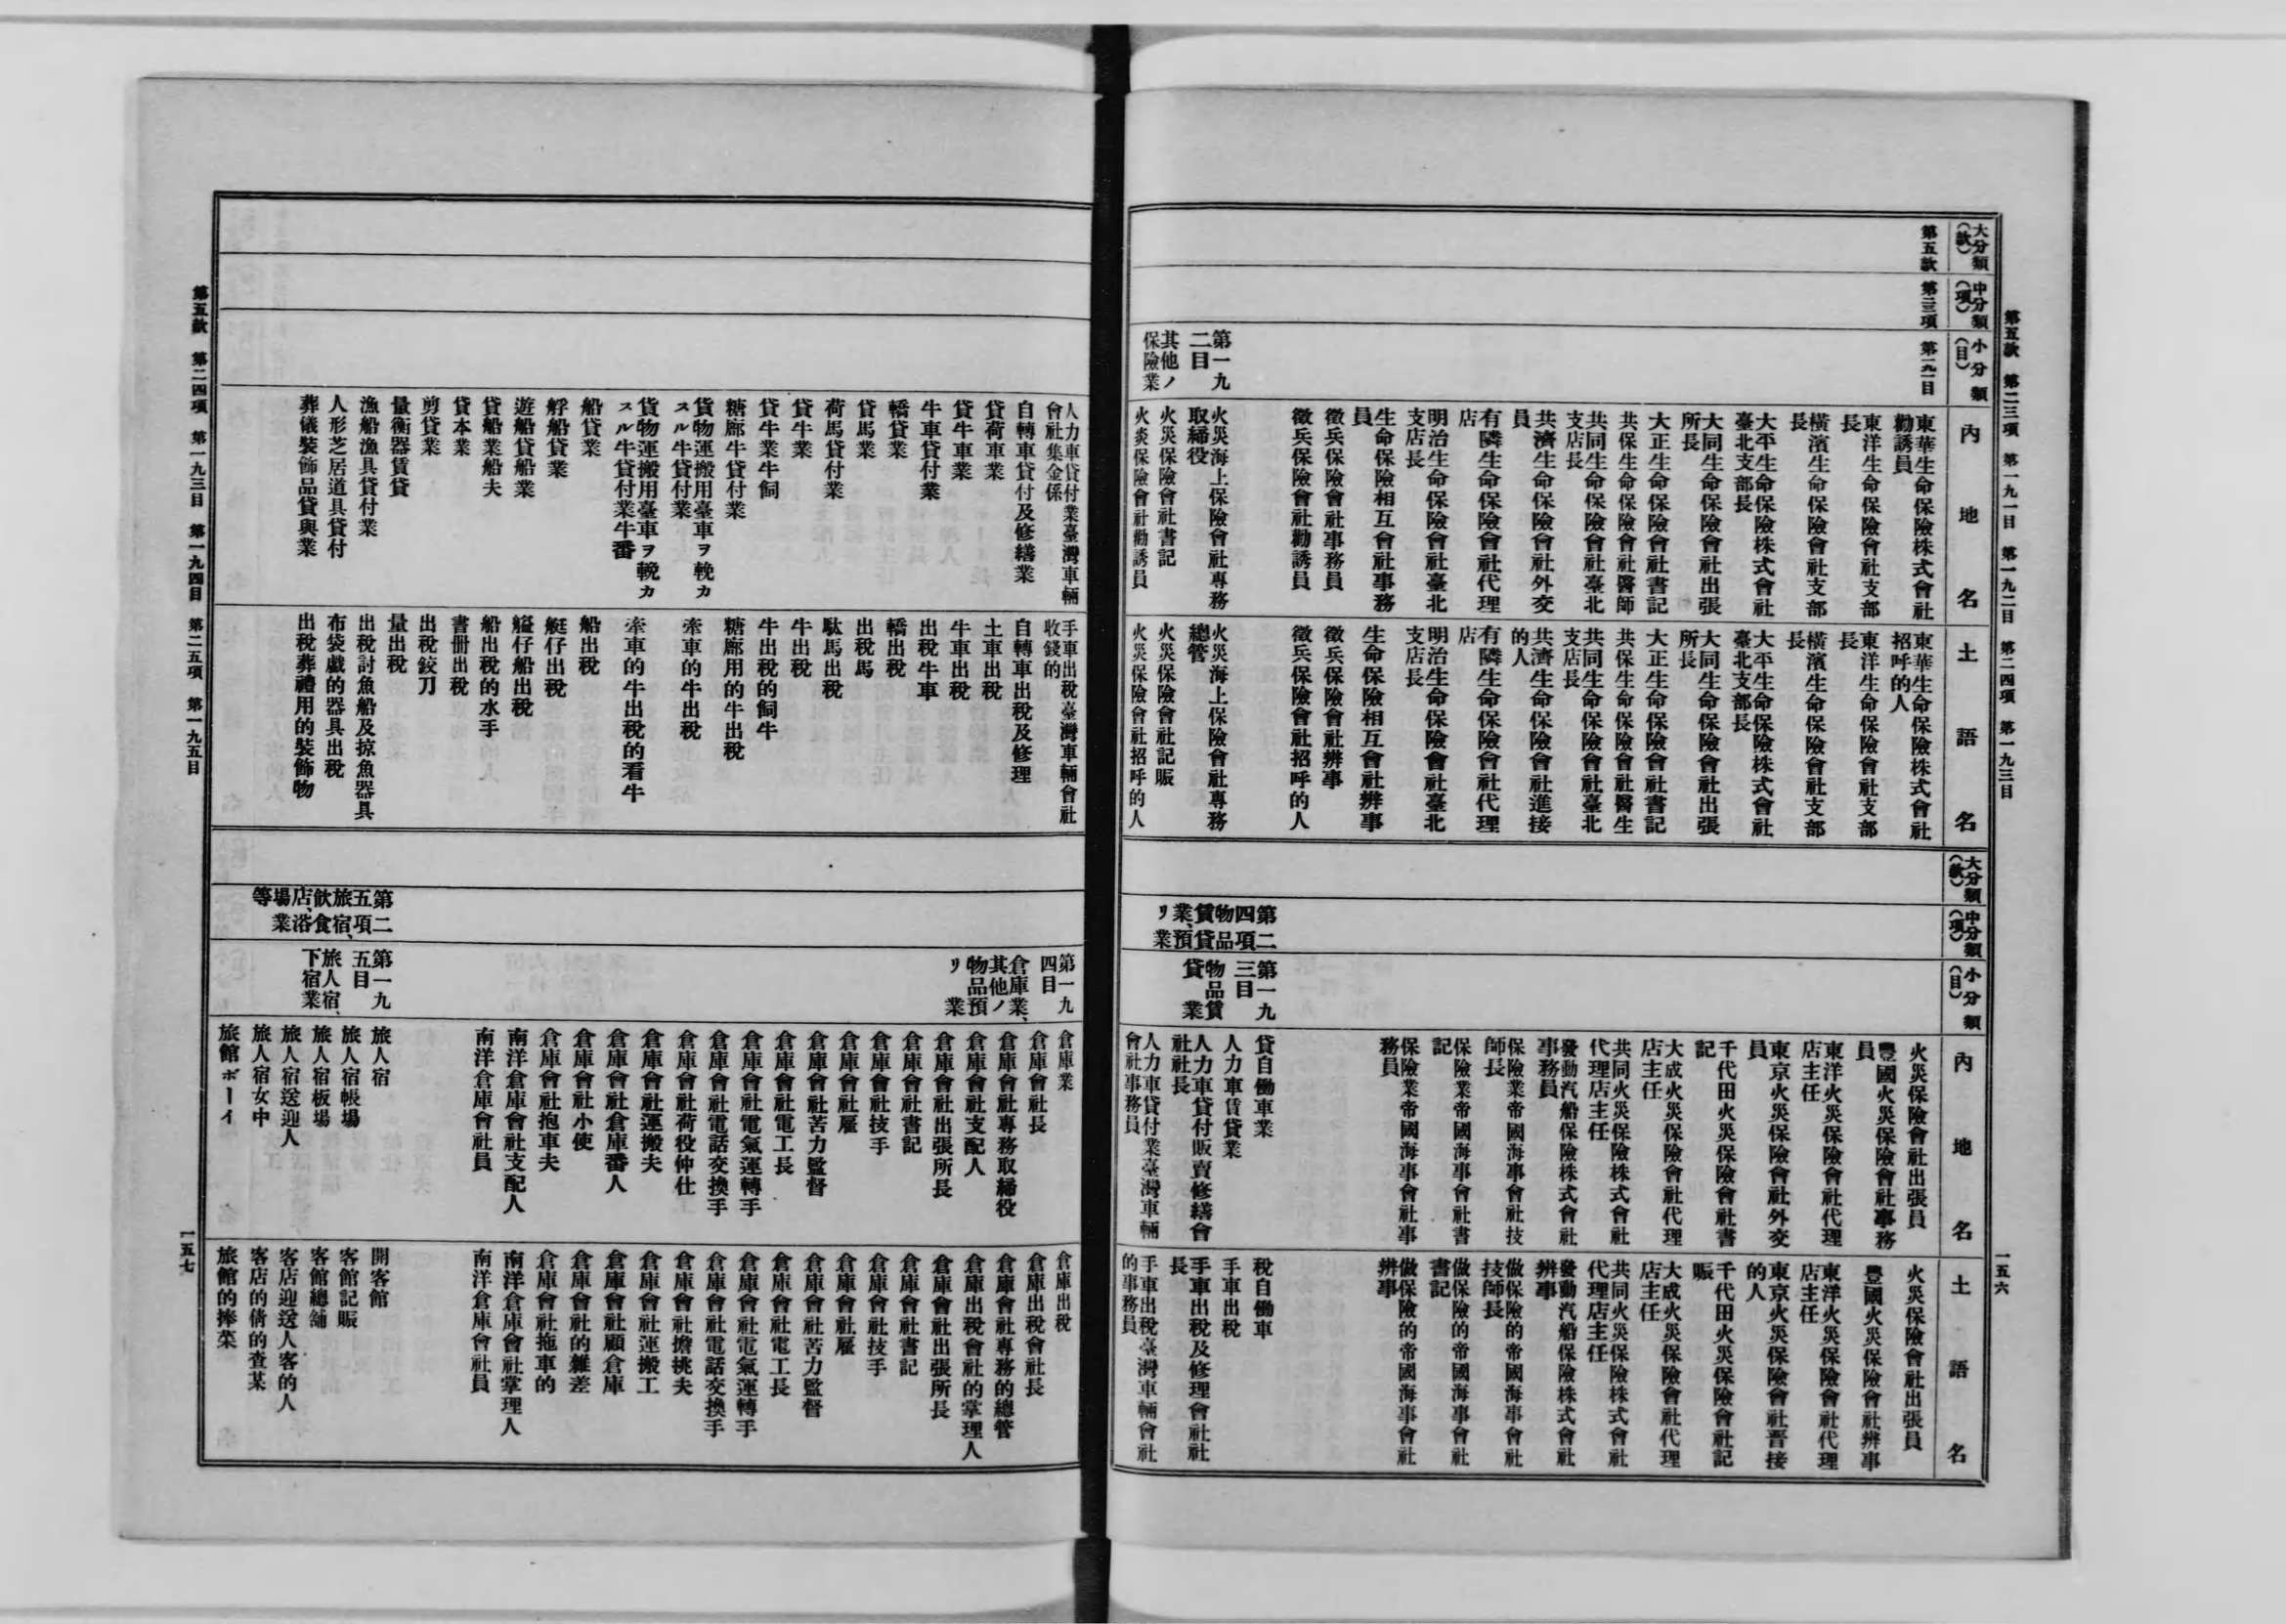 第五款 第二三項 第一九一目 第一九二目 第二四項 第一九三目
一五六
大分類(款)
中分類(項)
小分類(目)
內地名
土語名
第五款
第二三項
第一九一目
東華生命保險株式會社
勸誘員
東洋生命保險會社支部
長
橫濱生命保險會社支部
長
大平生命保險株式會社
臺北支部長
大同生命保險會社出張
所長
大正生命保險會社書記
共保生命保險會社醫師
共同生命保險會社臺北
支店長
共濟生命保險會社外交
員
有隣生命保險會社代理
店
明治生命保險會社臺北
支店長
生命保險相互會社事務
員
徵兵保險會社事務員
徵兵保險會社勸誘員
第一九
二目
其他ノ
保險業
火災海上保險會社專務
取締役
火災保險會社書記
火災保險會社勸誘員
東華生命保險株式會社
招呼的人
東洋生命保險會社支部
長
橫濱生命保險會社支部
長
大平生命保險株式會社
臺北支部長
大同生命保險會社出張
所長
大正生命保險會社書記
共保生命保險會社醫生
共同生命保險會社臺北
支店長
共濟生命保險會社進接
的人
有隣生命保險會社代理
店
明治生命保險會社臺北
支店長
生命保險相互會社辨事
徵兵保險會社辨事
徵兵保險會社招呼的人
火災海上保險會社專務
總管
火災保險會社記賬
火災保險會社招呼的人
大分類(款)
中分類(項)
小分類(目)
內地名
土語名
第二
四項
物品
賃貸
業、預
リ業
第一九
三目
物品賃
貸業
火災保險會社出張員
豐國火災保險會社事務
員
東洋火災保險會社代理
店主任
東京火災保險會社外交
員
千代田火災保險會社書
記
大成火災保險會社代理
店主任
共同火災保險株式會社
代理店主任
發動汽船保險株式會社
事務員
保險業帝國海事會社技
師長
保險業帝國海事會社書
記
保險業帝國海事會社事
務員
貸自働車業
人力車賃貸業
人力車貸付販賣修繕會
社社長
人力車貸付業臺灣車輛
會社事務員
火災保險會社出張員
豐國火災保險會社辨事
東洋火災保險會社代理
店主任
東京火災保險會社晋接
的人
千代田火災保險會社記
賬
大成火災保險會社代理
店主任
共同火災保險株式會社
代理店主任
發動汽船保險株式會社
辨事
做保險的帝國海事會社
技師長
做保險的帝國海事會社
書記
做保險的帝國海事會社
辨事
稅自働車
手車出稅
手車出稅及修理會社社
長
手車出稅臺灣車輛會社
的事務員
人力車貸付業臺灣車輛
會社集金係
自轉車貸付及修繕業
貸荷車業
貸牛車業
牛車貸付業
轎貸業
貸馬業
荷馬貸付業
貸牛業
貸牛業牛飼
糖廍牛貸付業
貨物運搬用臺車ヲ輓カ
スル牛貸付業
貨物運搬用臺車ヲ輓カ
スル牛貸付業牛番
船貸業
艀船貸業
遊船貸船業
貸船業船夫
貸本業
剪貸業
量衡器賃貸
漁船漁具貸付業
人形芝居道具貸付
葬儀裝飾品貸與業
手車出稅臺灣車輛會社
收錢的
自轉車出稅及修理
土車出稅
牛車出稅
出稅牛車
轎出稅
出稅馬
馱馬出稅
牛出稅
牛出稅的飼牛
糖廍用的牛出稅
牽車的牛出稅
牽車的牛出稅的看牛
船出稅
艇仔出稅
艋仔船出稅
船出稅的水手
書冊出稅
出稅鉸刀
量出稅
出稅討魚船及掠魚器具
布袋戲的器具出稅
出稅葬禮用的裝飾物
第一九
四目
倉庫業、
其他ノ
物品預
リ業
倉庫業
倉庫會社長
倉庫會社專務取締役
倉庫會社支配人
倉庫會社出張所長
倉庫會社書記
倉庫會社技手
倉庫會社雇
倉庫會社苦力監督
倉庫會社電工長
倉庫會社電氣運轉手
倉庫會社電話交換手
倉庫會社荷役仲仕
倉庫會社運搬夫
倉庫會社倉庫番人
倉庫會社小使
倉庫會社抱車夫
南洋倉庫會社支配人
南洋倉庫會社員
倉庫出稅
倉庫出稅會社長
倉庫會社專務的總管
倉庫出稅會社的掌理人
倉庫會社出張所長
倉庫會社書記
倉庫會社技手
倉庫會社雇
倉庫會社苦力監督
倉庫會社電工長
倉庫會社電氣運轉手
倉庫會社電話交換手
倉庫會社擔挑夫
倉庫會社運搬工
倉庫會社顧倉庫
倉庫會社的雜差
倉庫會社拖車的
南洋倉庫會社掌理人
南洋倉庫會社員
第二
五項
旅宿、
飲食
店、浴
場業
等
第一九
五目
旅人宿、
下宿業
旅人宿
旅人宿帳場
旅人宿板場
旅人宿送迎人
旅人宿女中
旅館ボーイ
開客館
客館記賬
客館總舖
客店迎送人客的人
客店的倩的查某
旅館的捧菜
第五款 第二四項 第一九三目 第一九四目 第二五項 第一九五目
一五七